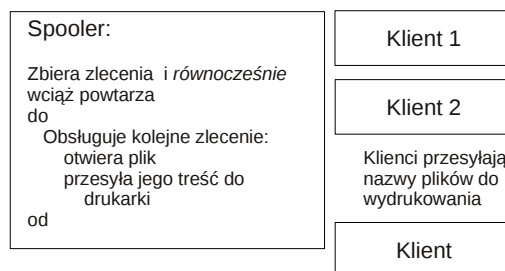 Spooler:
Zbiera zlecenia i równocześnie
wciąż powtarza
do
Obsługuje kolejne zlecenie:
otwiera plik
przesyła jego treść do
drukarki
od
Klient 1
Klient 2
Klienci przesyłają
nazwy plików do
wydrukowania
Klient